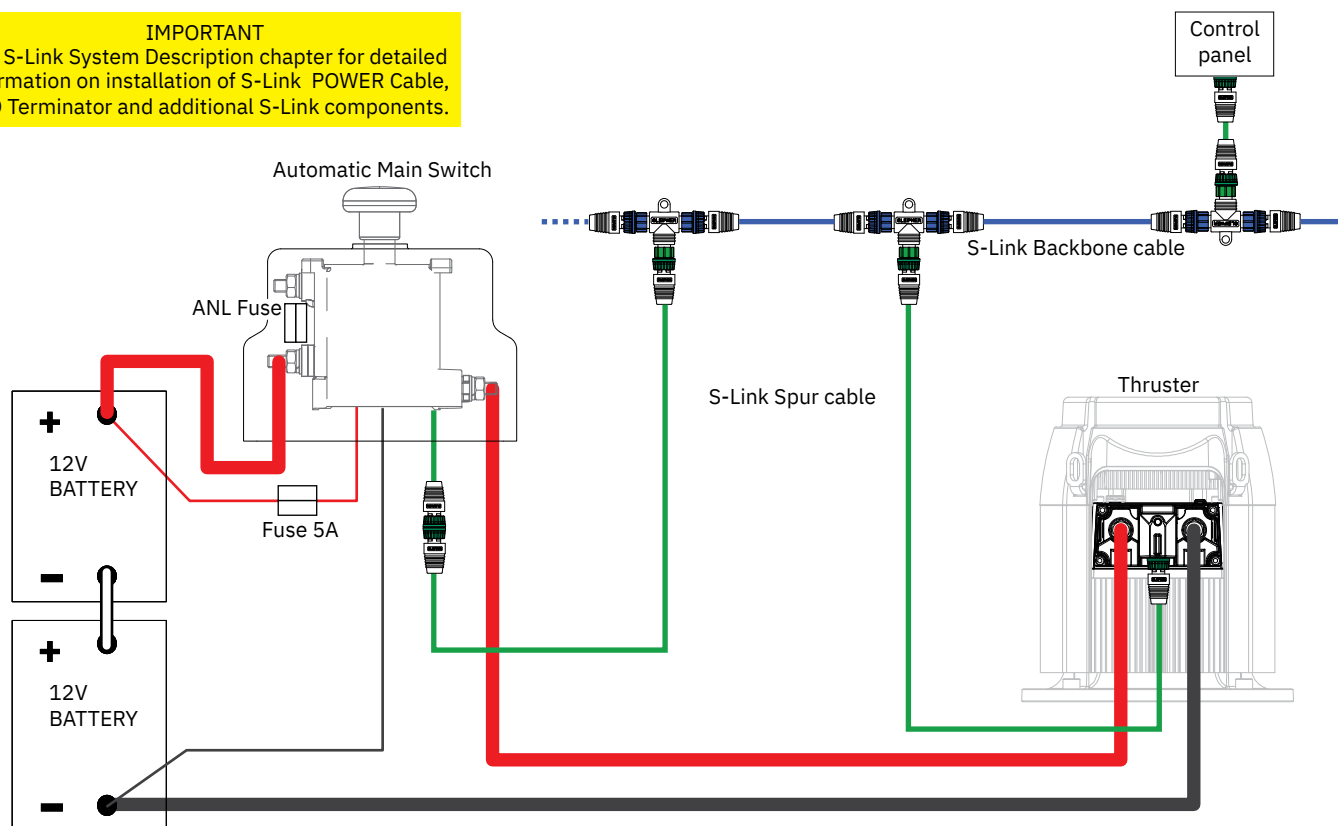 IMPORTANT
S-Link System Description chapter for detailed
on installation of S-Link POWER Cable,
Terminator and additional S-Link components.
Control
panel
Automatic Main Switch
S-Link Backbone cable
ANL Fuse
S-Link Spur cable
Thruster
+
12V
BATTERY
Fuse 5A
-
+
12V
BATTERY
-